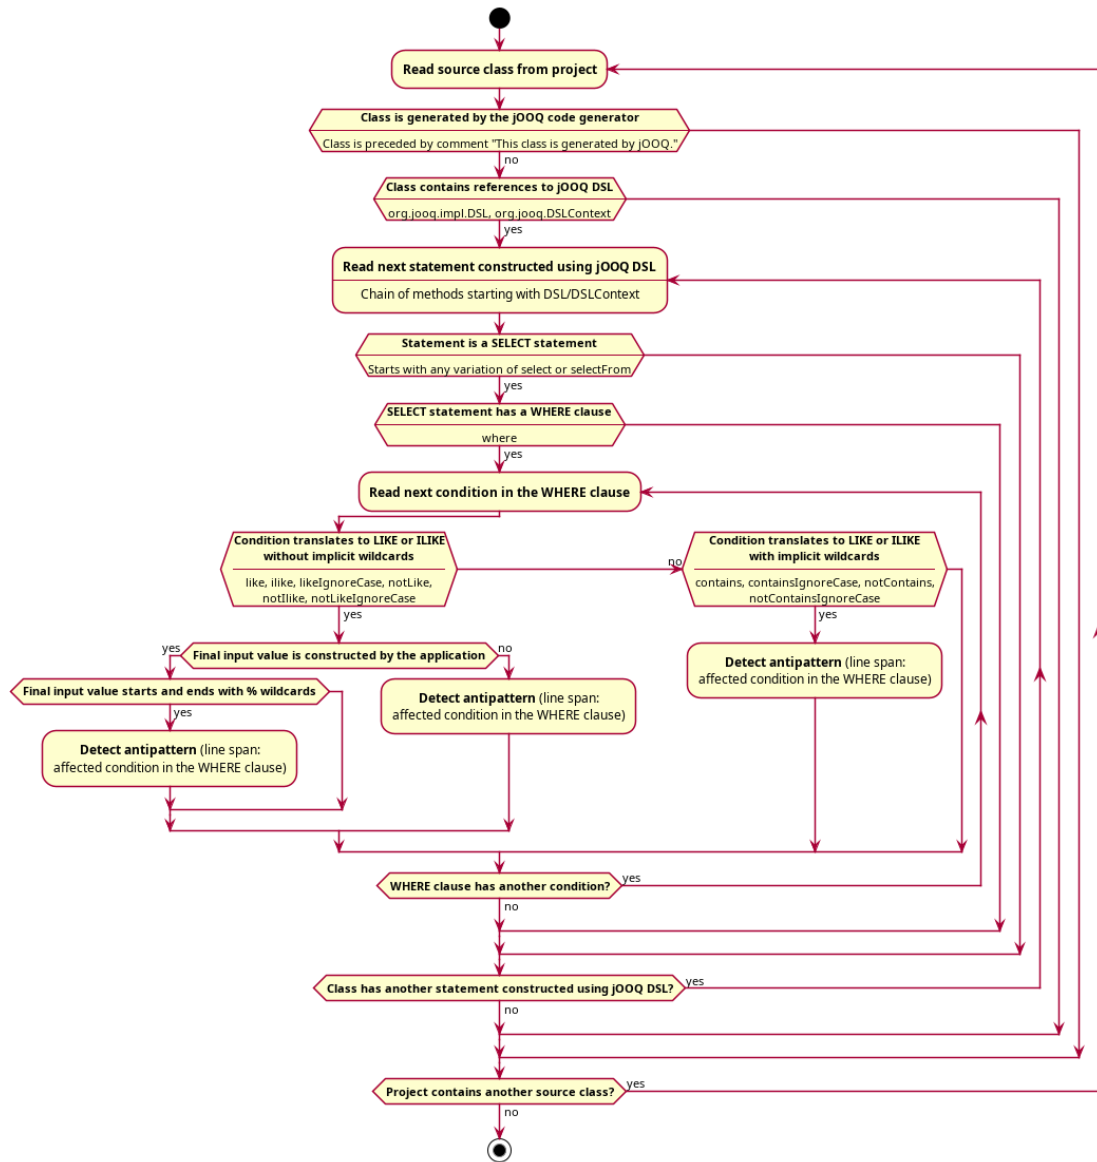 Read source class from project
Class is generated by the jOOQ code generator
Class is preceded by comment "This class is generated by jOOQ."
no
Class contains references to jOOQ DSL
org.jooq.impl.DSL, org.jooq.DSLContext
yes
Read next statement constructed using jOOQ DSL
Chain of methods starting with DSL/DSLContext
Statement is a SELECT statement
Starts with any variation of select or selectFrom
yes
SELECT statement has a WHERE clause
where
yes
Read next condition in the WHERE clause
Condition translates to LIKE or ILIKE
without implicit wildcards
like, ilike, likeIgnoreCase, notLike,
notIlike, notLikeIgnoreCase
no
Condition translates to LIKE or ILIKE
with implicit wildcards
contains, containsIgnoreCase, notContains,
notContainsIgnoreCase
yes
yes
yes
Final input value is constructed by the application
no
Final input value starts and ends with % wildcards
yes
Detect antipattern (line span:
affected condition in the WHERE clause)
Detect antipattern (line span:
affected condition in the WHERE clause)
Detect antipattern (line span:
affected condition in the WHERE clause)
WHERE clause has another condition?
yes
no
Class has another statement constructed using jOOQ DSL?
yes
no
Project contains another source class?
yes
no